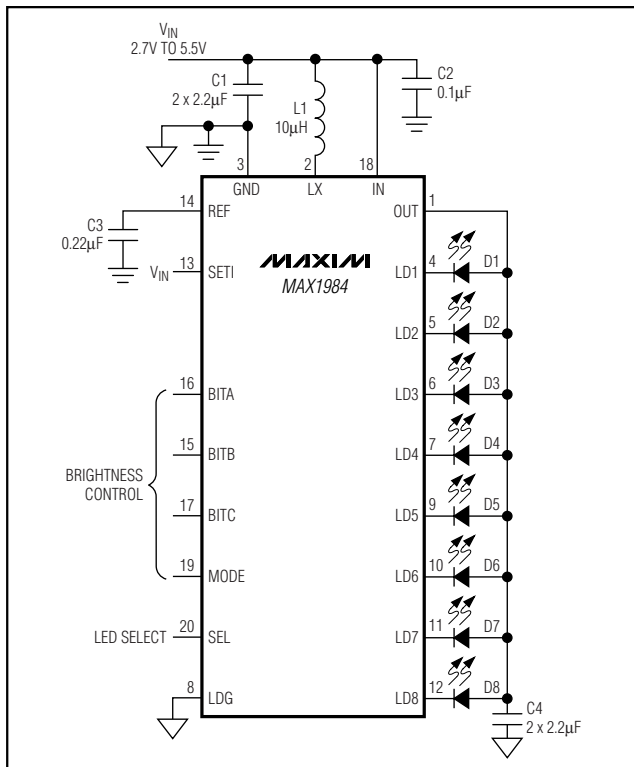 VIN
2.7V TO 5.5V
C1
2 x 2.2µF
L1
10µH
C2
0.1µF
3
2
18
GND
LX
IN
14
REF
OUT
1
C3
0.22µF
VIN
13
SETI
MAXIM
MAX1984
LD1
4
D1
LD2
5
D2
16
BITA
LD3
6
D3
15
BITB
LD4
7
D4
BRIGHTNESS
CONTROL
17
BITC
LD5
9
D5
19
MODE
LD6
10
D6
LED SELECT
20
SEL
LD7
11
D7
8
LDG
LD8
12
D8
C4
2 x 2.2µF